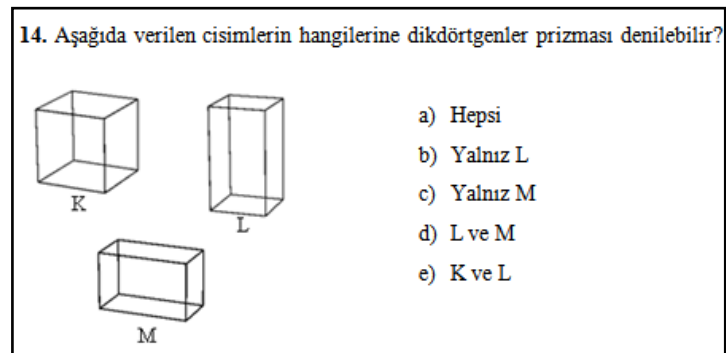 14. Aşağıda verilen cisimlerin hangilerine dikdörtgenler prizması denilebilir?
a) Hepsi
b) Yalnız L
c) Yalnız M
d) L ve M
e) K ve L
K
L
M